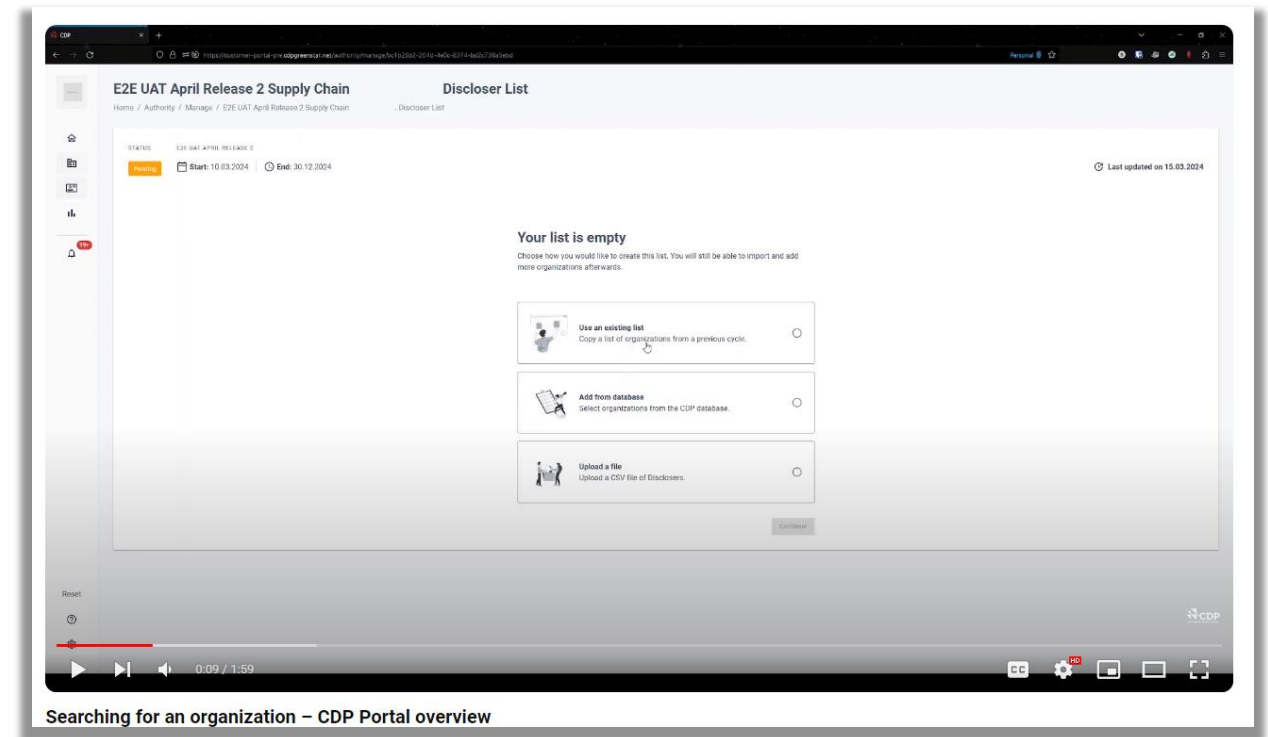 CDP
Personal
E2E UAT April Release 2 Supply Chain Discloser List
Home / Authority / Manage / E2E UAT April Release 2 Supply Chain . Discloser List
STATUS E2E UAT APRIL RELEASE 2
Pending Start: 10.03.2024 End: 30.12.2024
Last updated on 15.03.2024
99+
Your list is empty
Choose how you would like to create this list. You will still be able to import and add
more organizations afterwards.
Use an existing list
Copy a list of organizations from a previous cycle.
Add from database
Select organizations from the CDP database.
Upload a file
Upload a CSV file of Disclosers.
Continue
Reset
CDP
0:09 / 1:59
CC HD
Searching for an organization – CDP Portal overview